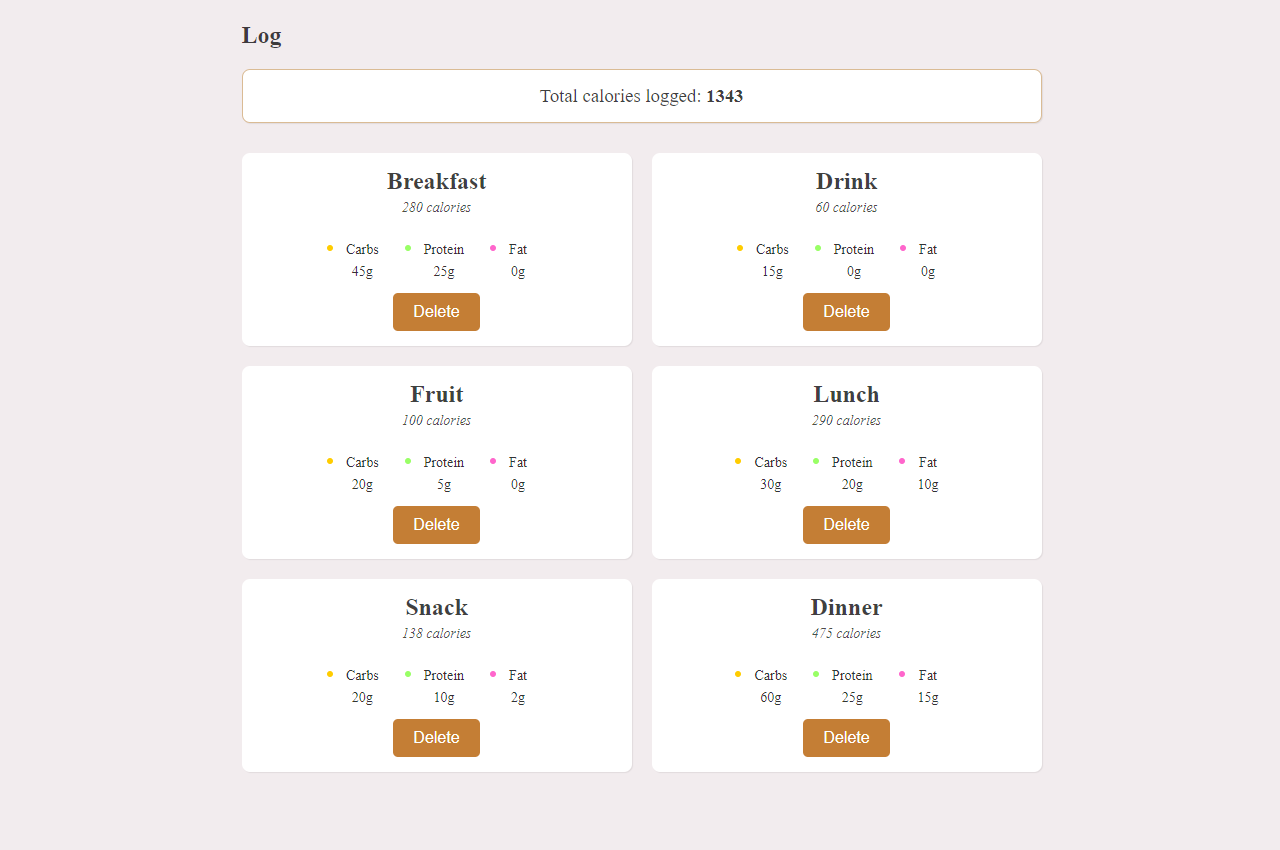 Log
Total calories logged: 1343
Breakfast
280 calories
Carbs Protein Fat
45g 25g 0g
Delete
Drink
60 calories
Carbs Protein Fat
15g 0g 0g
Delete
Fruit
100 calories
Carbs Protein Fat
20g 5g 0g
Delete
Lunch
290 calories
Carbs Protein Fat
30g 20g 10g
Delete
Snack
138 calories
Carbs Protein Fat
20g 10g 2g
Delete
Dinner
475 calories
Carbs Protein Fat
60g 25g 15g
Delete